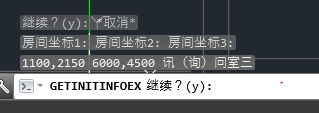 继续？(y): *取消*
房间坐标1: 房间坐标2: 房间坐标3:
1100,2150 6000,4500 讯（询）问室三
GETINITINFOEX 继续？(y):